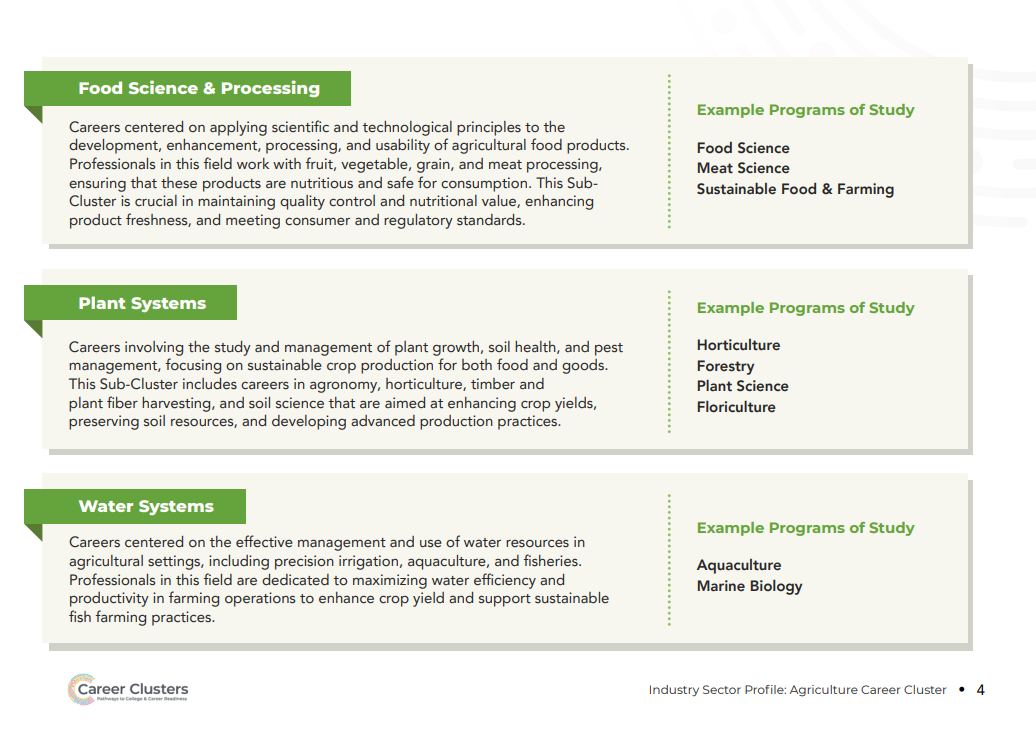 Food Science & Processing
Careers centered on applying scientific and technological principles to the
development, enhancement, processing, and usability of agricultural food products.
Professionals in this field work with fruit, vegetable, grain, and meat processing,
ensuring that these products are nutritious and safe for consumption. This Sub-
Cluster is crucial in maintaining quality control and nutritional value, enhancing
product freshness, and meeting consumer and regulatory standards.
Example Programs of Study
Food Science
Meat Science
Sustainable Food & Farming
Plant Systems
Careers involving the study and management of plant growth, soil health, and pest
management, focusing on sustainable crop production for both food and goods.
This Sub-Cluster includes careers in agronomy, horticulture, timber and
plant fiber harvesting, and soil science that are aimed at enhancing crop yields,
preserving soil resources, and developing advanced production practices.
Example Programs of Study
Horticulture
Forestry
Plant Science
Floriculture
Water Systems
Careers centered on the effective management and use of water resources in
agricultural settings, including precision irrigation, aquaculture, and fisheries.
Professionals in this field are dedicated to maximizing water efficiency and
productivity in farming operations to enhance crop yield and support sustainable
fish farming practices.
Example Programs of Study
Aquaculture
Marine Biology
Career Clusters
Pathways to College & Career Readiness
Industry Sector Profile: Agriculture Career Cluster • 4